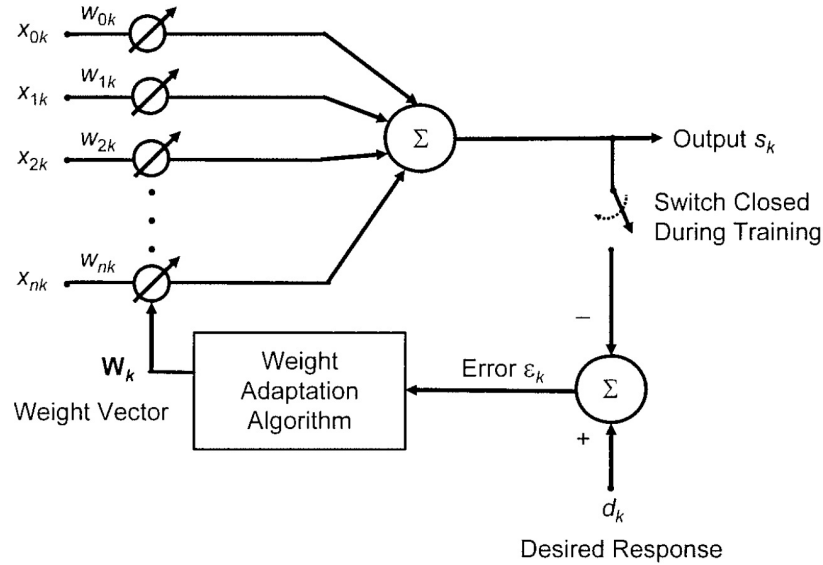 x0k
w0k
x1k
w1k
x2k
w2k
xnk
wnk
Σ
Output sk
Switch Closed
During Training
−
Σ
+
Error εk
Weight
Adaptation
Algorithm
Wk
Weight Vector
dk
Desired Response